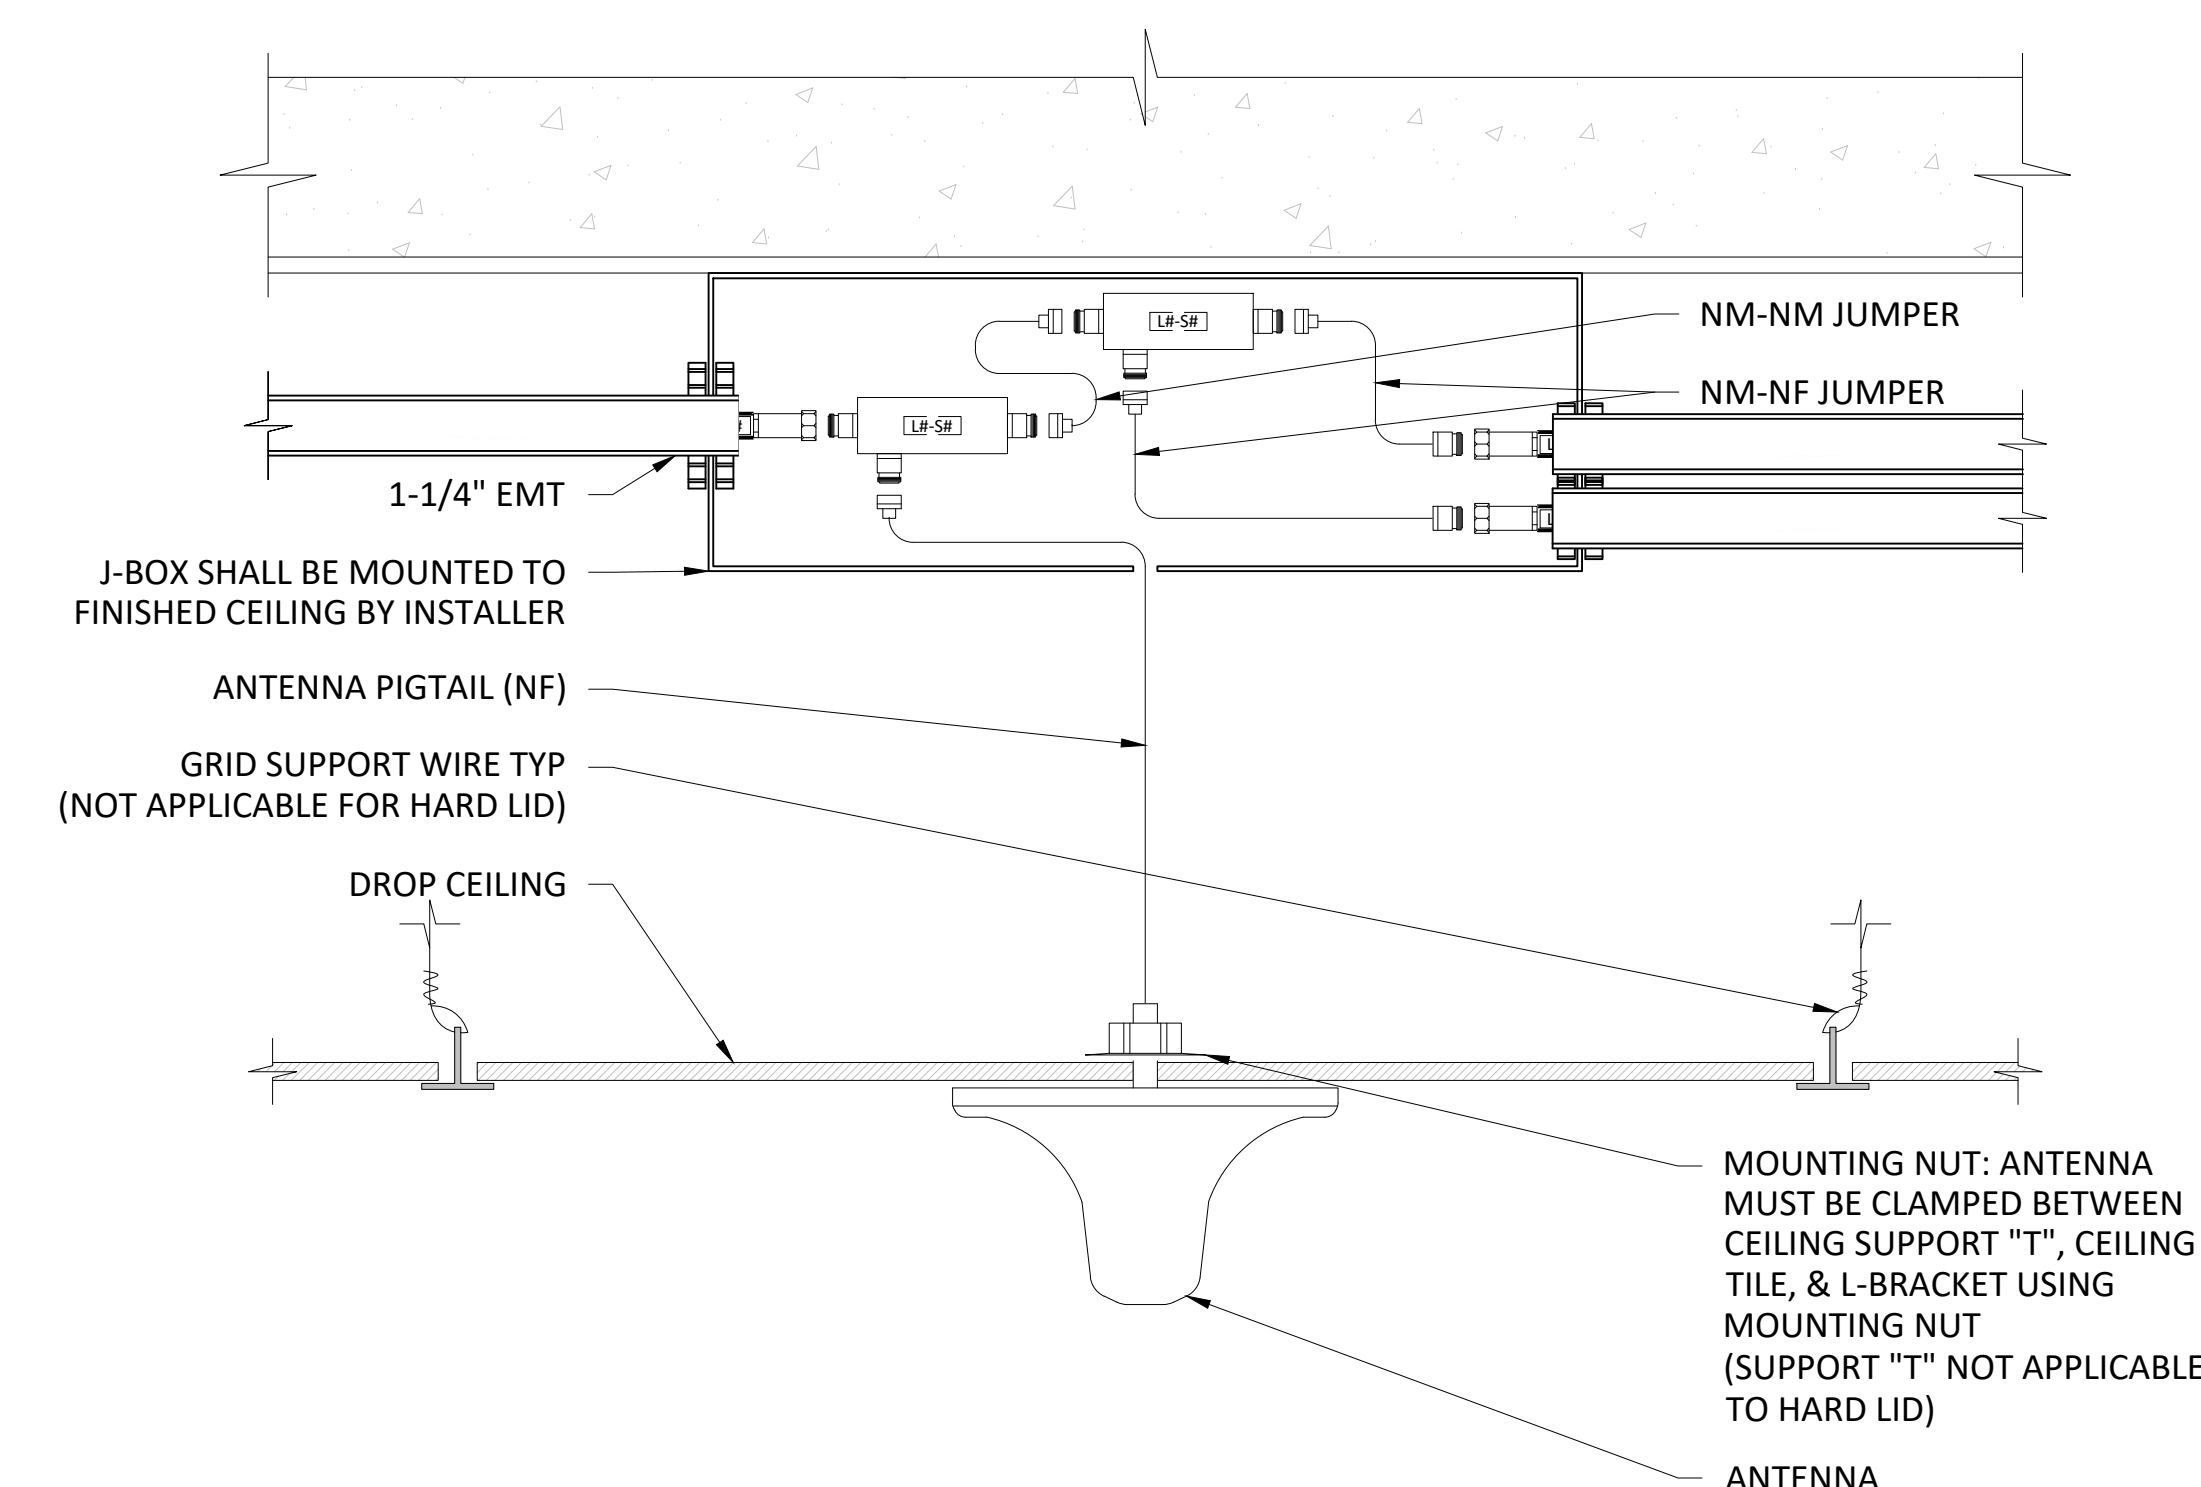 L#-S#
NM-NM JUMPER
NM-NF JUMPER
L#-S#
1-1/4" EMT
J-BOX SHALL BE MOUNTED TO
FINISHED CEILING BY INSTALLER
ANTENNA PIGTAIL (NF)
GRID SUPPORT WIRE TYP
(NOT APPLICABLE FOR HARD LID)
DROP CEILING
MOUNTING NUT: ANTENNA
MUST BE CLAMPED BETWEEN
CEILING SUPPORT "T", CEILING
TILE, & L-BRACKET USING
MOUNTING NUT
(SUPPORT "T" NOT APPLICABLE
TO HARD LID)
ANTENNA